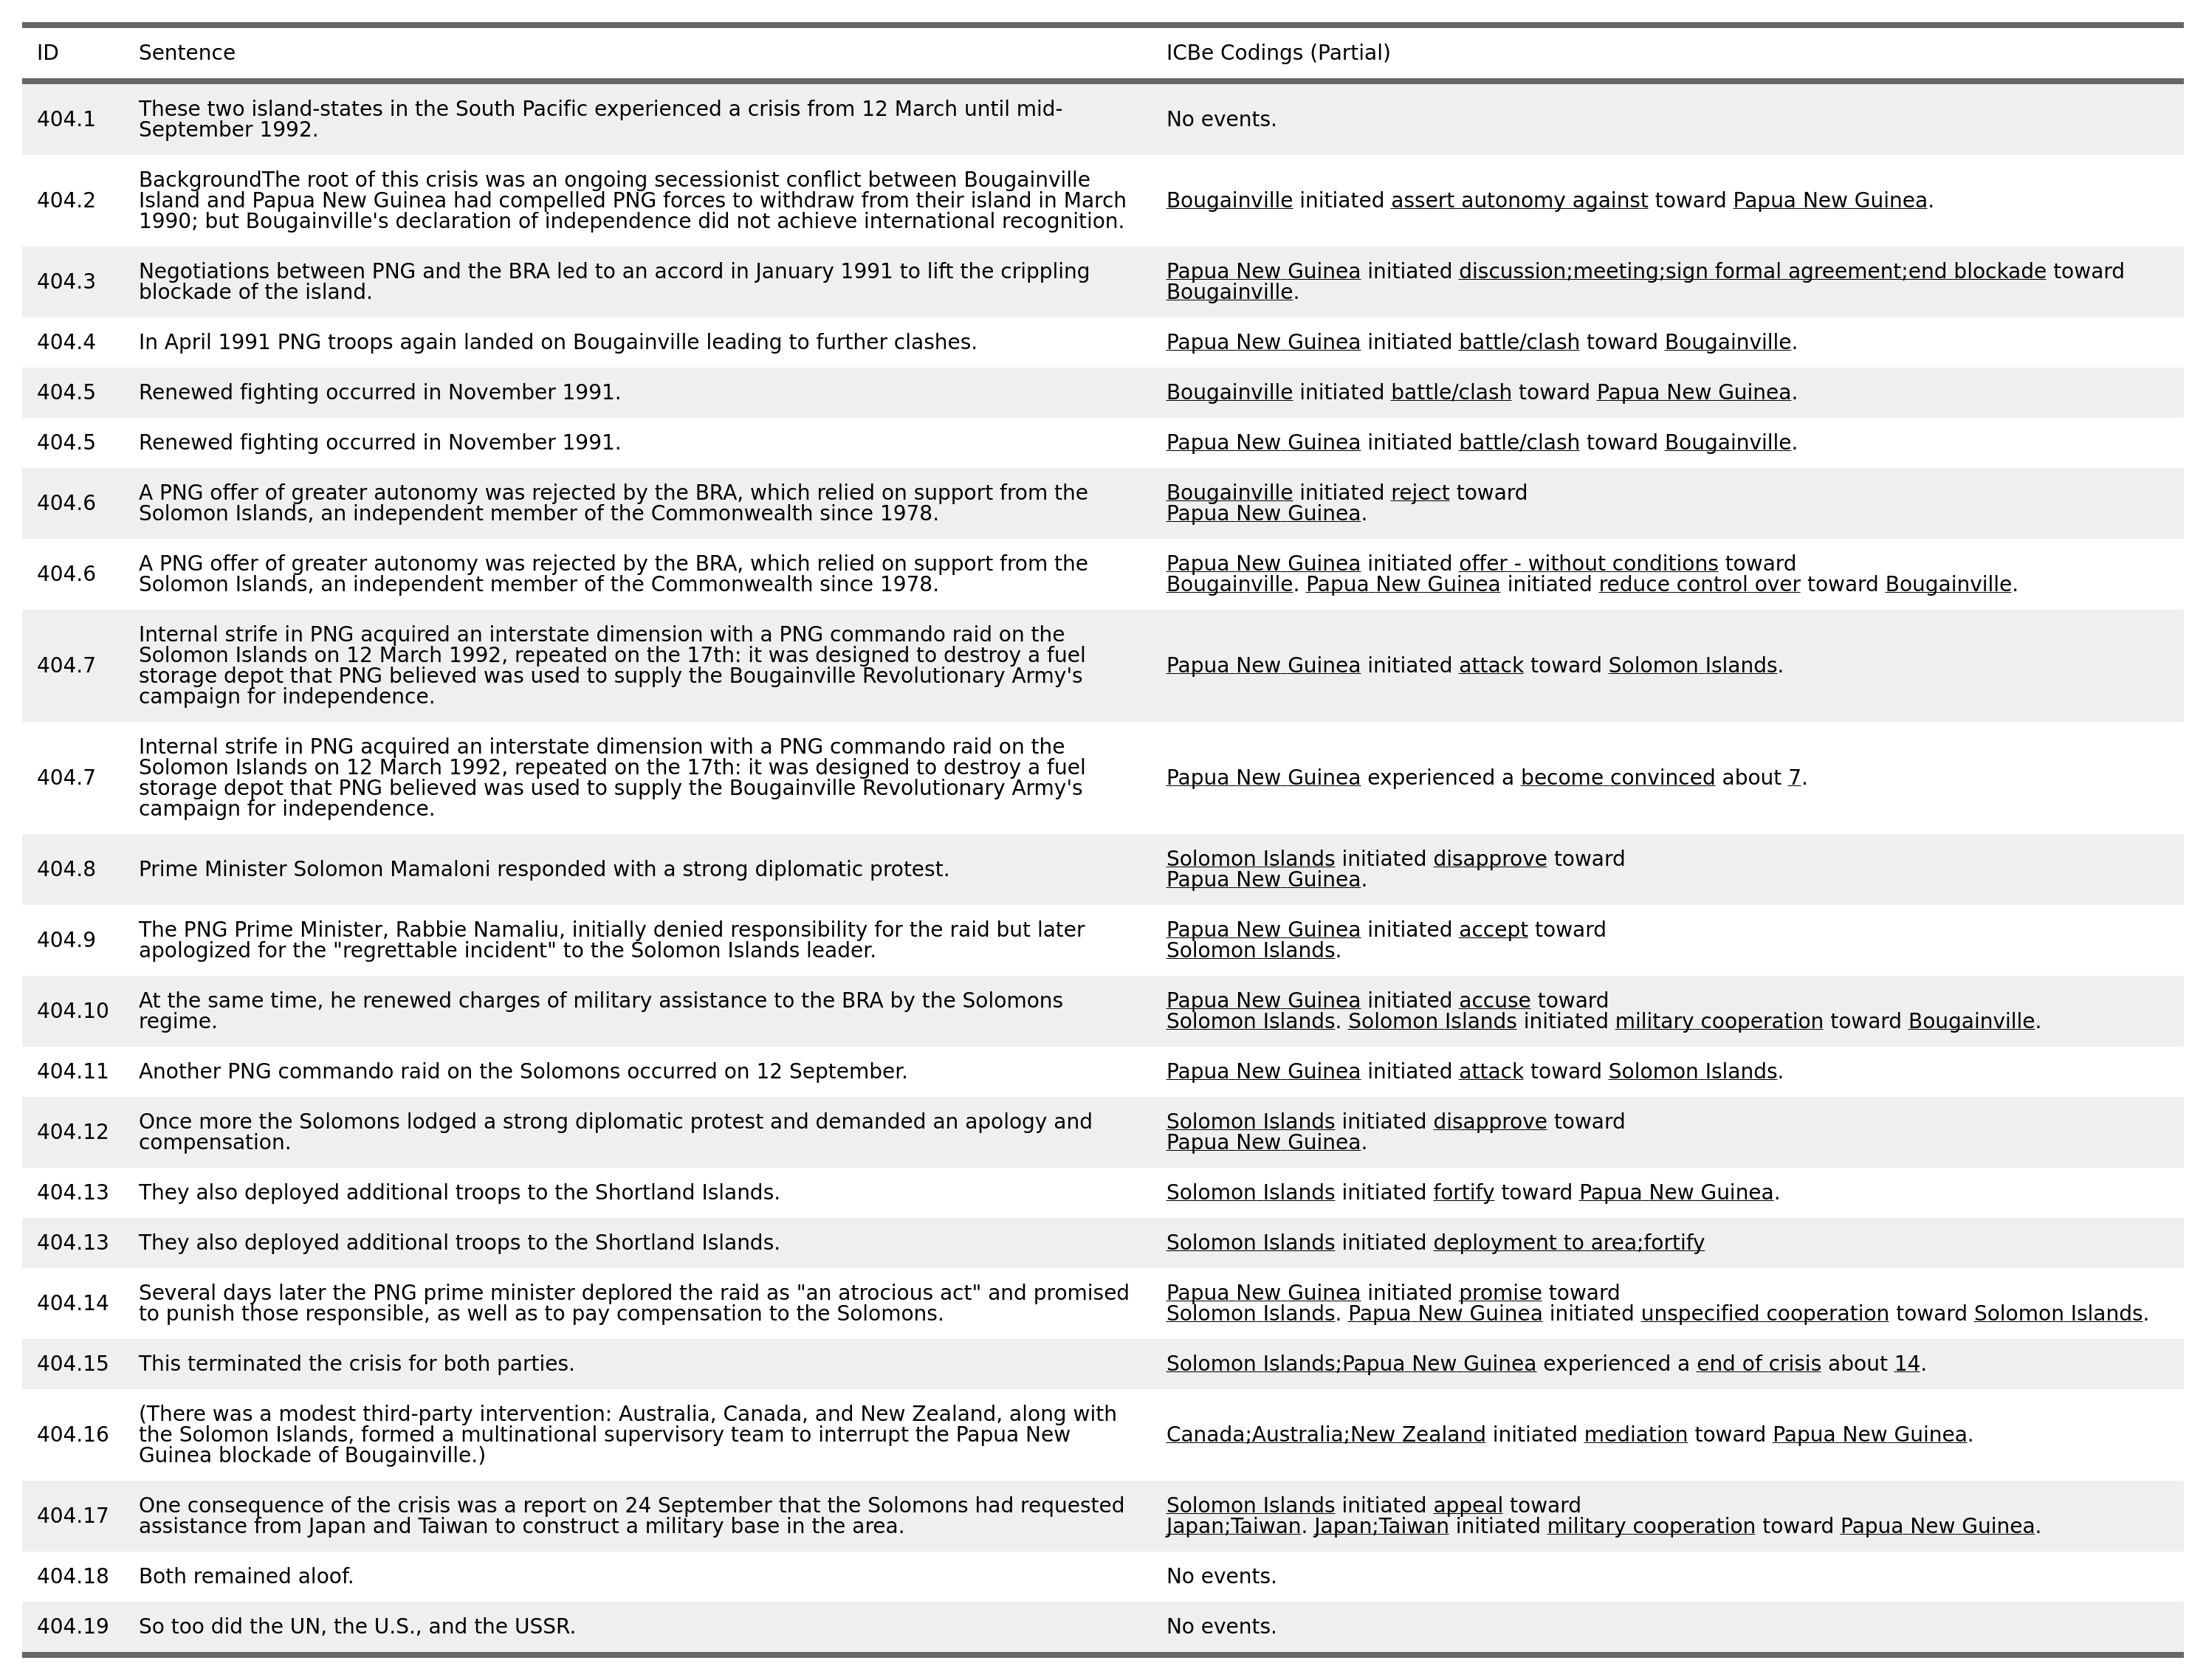 ID Sentence ICBe Codings (Partial)
404.1 These two island-states in the South Pacific experienced a crisis from 12 March until mid-
September 1992. No events.
404.2 BackgroundThe root of this crisis was an ongoing secessionist conflict between Bougainville
Island and Papua New Guinea had compelled PNG forces to withdraw from their island in March
1990; but Bougainville's declaration of independence did not achieve international recognition.
Bougainville initiated assert autonomy against toward Papua New Guinea.
404.3 Negotiations between PNG and the BRA led to an accord in January 1991 to lift the crippling
blockade of the island.
Papua New Guinea initiated discussion;meeting;sign formal agreement;end blockade toward
Bougainville.
404.4 In April 1991 PNG troops again landed on Bougainville leading to further clashes. Papua New Guinea initiated battle/clash toward Bougainville.
404.5 Renewed fighting occurred in November 1991. Bougainville initiated battle/clash toward Papua New Guinea.
404.5 Renewed fighting occurred in November 1991. Papua New Guinea initiated battle/clash toward Bougainville.
404.6 A PNG offer of greater autonomy was rejected by the BRA, which relied on support from the
Solomon Islands, an independent member of the Commonwealth since 1978.
Bougainville initiated reject toward
Papua New Guinea.
404.6 A PNG offer of greater autonomy was rejected by the BRA, which relied on support from the
Solomon Islands, an independent member of the Commonwealth since 1978.
Papua New Guinea initiated offer - without conditions toward
Bougainville. Papua New Guinea initiated reduce control over toward Bougainville.
404.7 Internal strife in PNG acquired an interstate dimension with a PNG commando raid on the
Solomon Islands on 12 March 1992, repeated on the 17th: it was designed to destroy a fuel
storage depot that PNG believed was used to supply the Bougainville Revolutionary Army's
campaign for independence.
Papua New Guinea initiated attack toward Solomon Islands.
404.7 Internal strife in PNG acquired an interstate dimension with a PNG commando raid on the
Solomon Islands on 12 March 1992, repeated on the 17th: it was designed to destroy a fuel
storage depot that PNG believed was used to supply the Bougainville Revolutionary Army's
campaign for independence.
Papua New Guinea experienced a become convinced about 7.
404.8 Prime Minister Solomon Mamaloni responded with a strong diplomatic protest.
Solomon Islands initiated disapprove toward
Papua New Guinea.
404.9 The PNG Prime Minister, Rabbie Namaliu, initially denied responsibility for the raid but later
apologized for the "regrettable incident" to the Solomon Islands leader.
Papua New Guinea initiated accept toward
Solomon Islands.
404.10 At the same time, he renewed charges of military assistance to the BRA by the Solomons
regime.
Papua New Guinea initiated accuse toward
Solomon Islands. Solomon Islands initiated military cooperation toward Bougainville.
404.11 Another PNG commando raid on the Solomons occurred on 12 September. Papua New Guinea initiated attack toward Solomon Islands.
404.12 Once more the Solomons lodged a strong diplomatic protest and demanded an apology and
compensation.
Solomon Islands initiated disapprove toward
Papua New Guinea.
404.13 They also deployed additional troops to the Shortland Islands. Solomon Islands initiated fortify toward Papua New Guinea.
404.13 They also deployed additional troops to the Shortland Islands. Solomon Islands initiated deployment to area;fortify
404.14 Several days later the PNG prime minister deplored the raid as "an atrocious act" and promised
to punish those responsible, as well as to pay compensation to the Solomons.
Papua New Guinea initiated promise toward
Solomon Islands. Papua New Guinea initiated unspecified cooperation toward Solomon Islands.
404.15 This terminated the crisis for both parties. Solomon Islands;Papua New Guinea experienced a end of crisis about 14.
404.16 (There was a modest third-party intervention: Australia, Canada, and New Zealand, along with
the Solomon Islands, formed a multinational supervisory team to interrupt the Papua New
Guinea blockade of Bougainville.)
Canada;Australia;New Zealand initiated mediation toward Papua New Guinea.
404.17 One consequence of the crisis was a report on 24 September that the Solomons had requested
assistance from Japan and Taiwan to construct a military base in the area.
Solomon Islands initiated appeal toward
Japan;Taiwan. Japan;Taiwan initiated military cooperation toward Papua New Guinea.
404.18 Both remained aloof. No events.
404.19 So too did the UN, the U.S., and the USSR. No events.